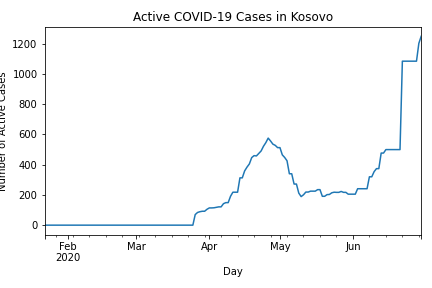 Active COVID-19 Cases in Kosovo
Number of Active Cases
1200
1000
800
600
400
200
0
Feb
2020
Mar
Apr
May
Jun
Day